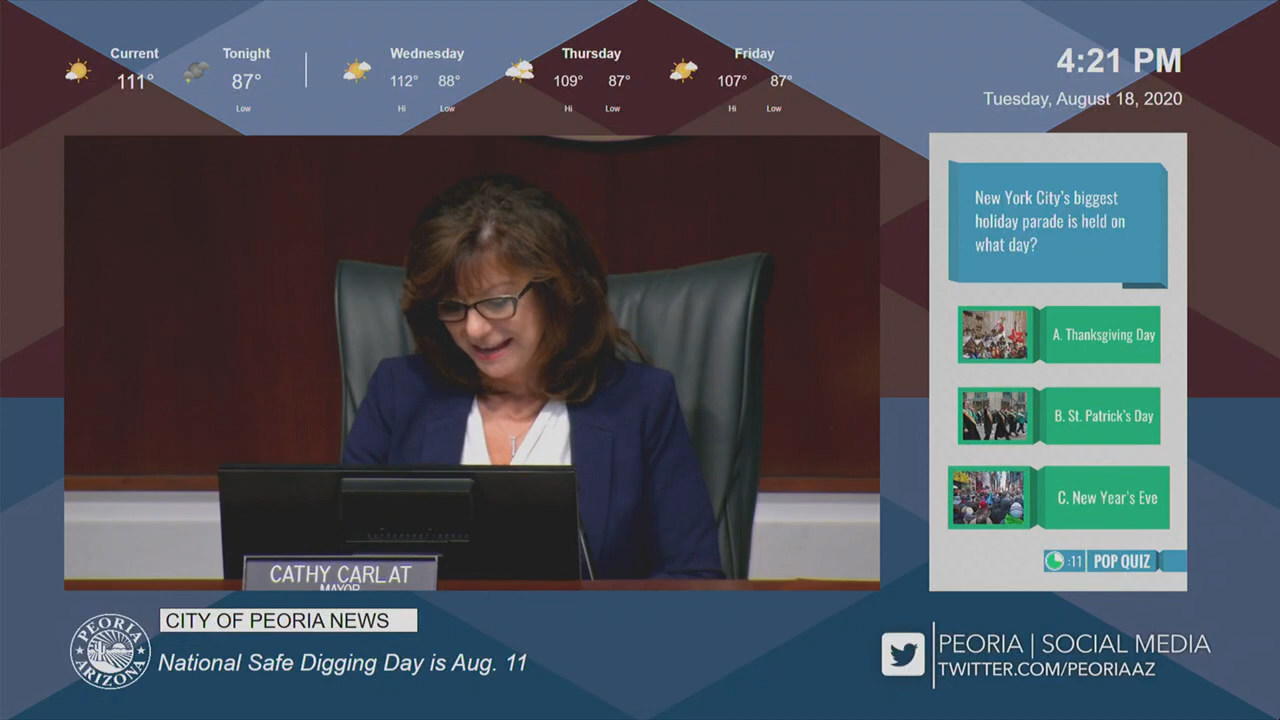 Current
111°
Tonight
87°
Low
Wednesday
112° 88°
Hi Low
Thursday
109° 87°
Hi Low
Friday
107° 87°
Hi Low
4:21 PM
Tuesday, August 18, 2020
New York City's biggest
holiday parade is held on
what day?
A. Thanksgiving Day
B. St. Patrick's Day
C. New Year's Eve
:11 POP QUIZ
CATHY CARLAT
MAYOR
CITY OF PEORIA NEWS
National Safe Digging Day is Aug. 11
PEORIA
ARIZONA
PEORIA | SOCIAL MEDIA
TWITTER.COM/PEORIAAZ